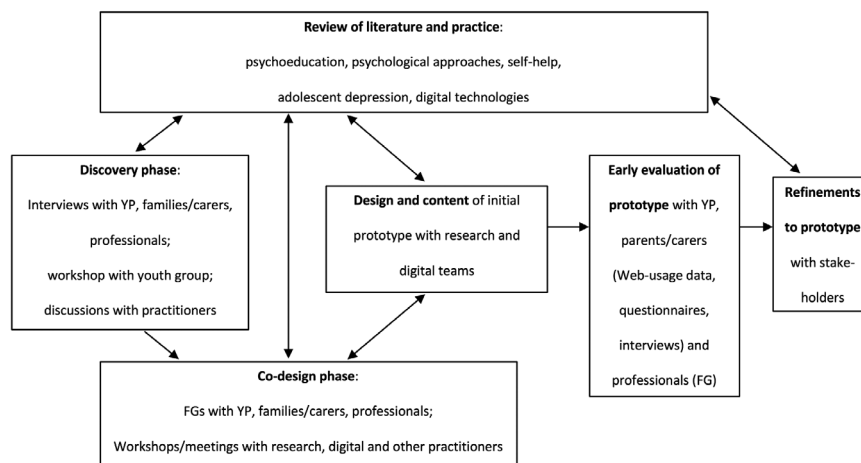 Review of literature and practice:
psychoeducation, psychological approaches, self-help,
adolescent depression, digital technologies
Discovery phase:
Interviews with YP, families/carers,
professionals;
workshop with youth group;
discussions with practitioners
Design and content of initial
prototype with research and
digital teams
Early evaluation of
prototype with YP,
parents/carers
(Web-usage data,
questionnaires,
interviews) and
professionals (FG)
Refinements
to prototype
with stake-
holders
Co-design phase:
FGs with YP, families/carers, professionals;
Workshops/meetings with research, digital and other practitioners